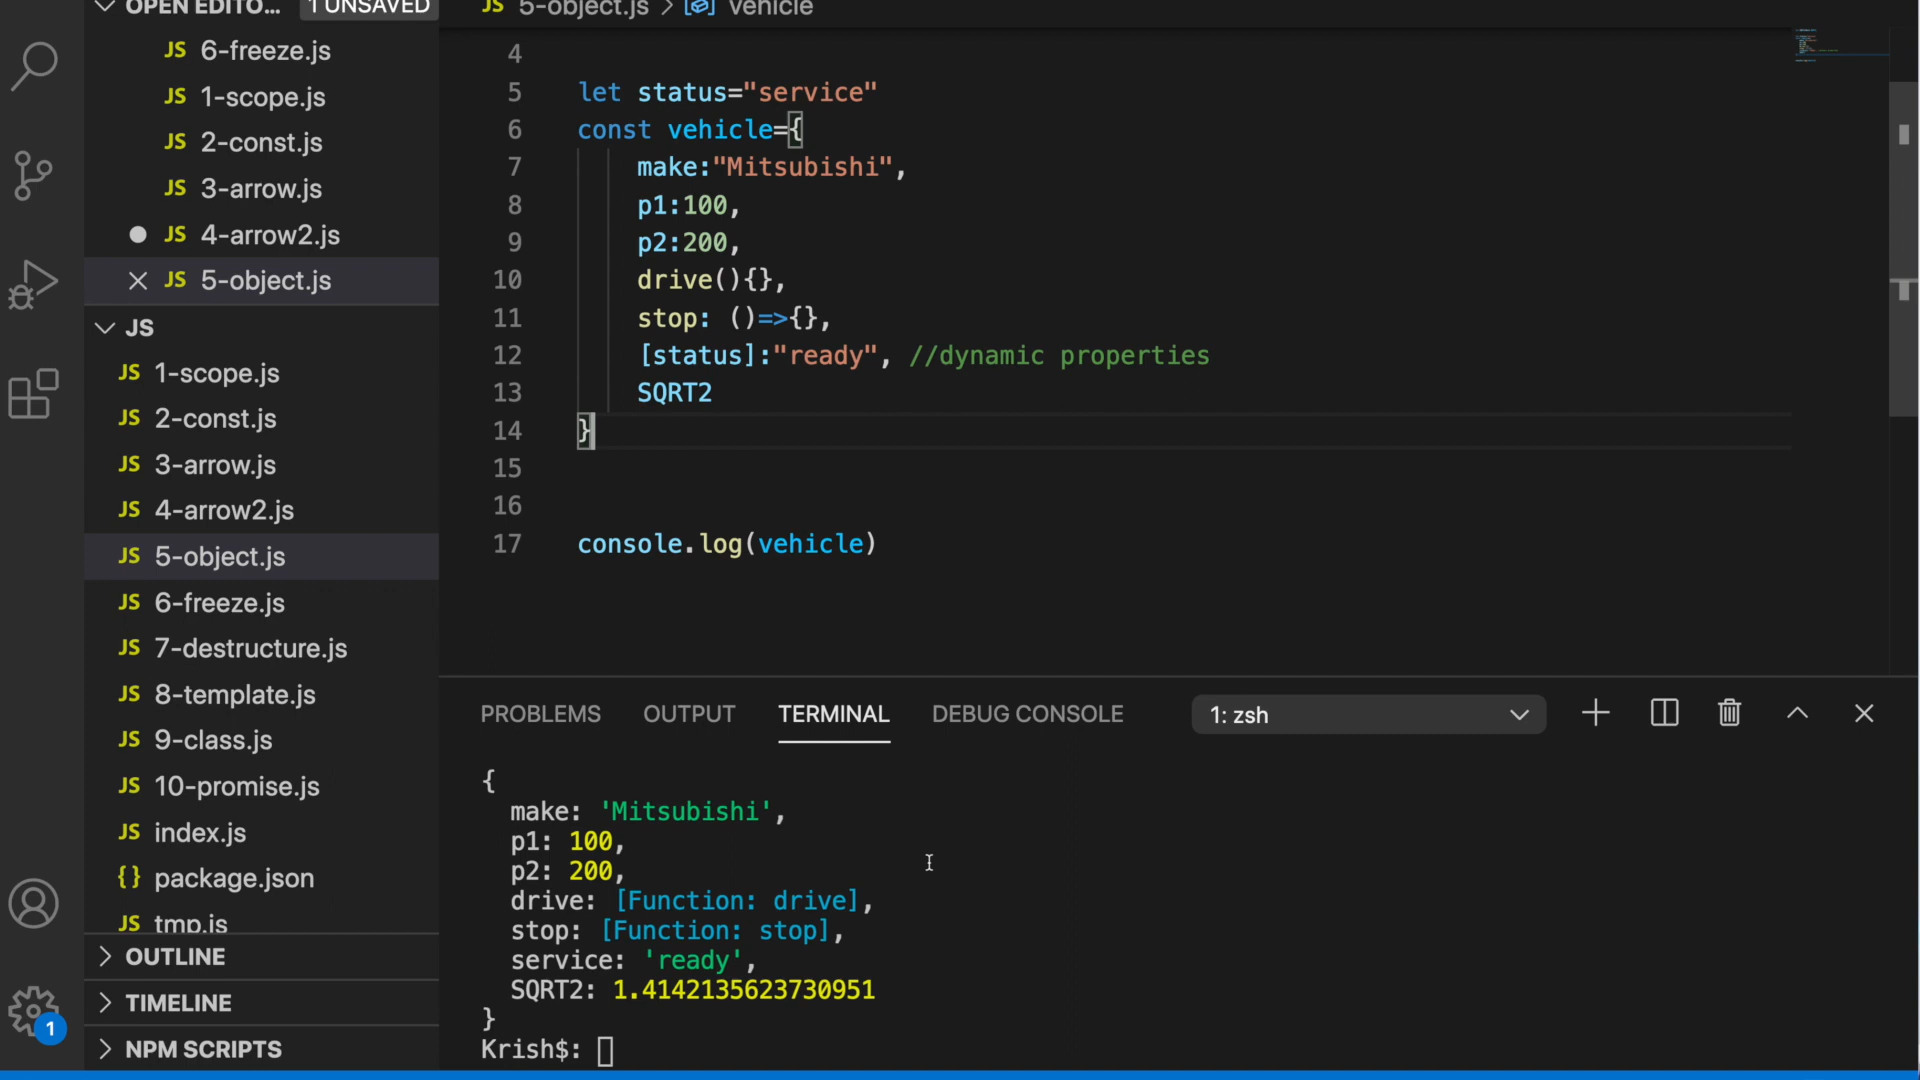 OPEN EDITO... 1 UNSAVED
JS 6-freeze.js
JS 1-scope.js
JS 2-const.js
JS 3-arrow.js
JS 4-arrow2.js
JS 5-object.js
JS
JS 1-scope.js
JS 2-const.js
JS 3-arrow.js
JS 4-arrow2.js
JS 5-object.js
JS 6-freeze.js
JS 7-destructure.js
JS 8-template.js
JS 9-class.js
JS 10-promise.js
JS index.js
{} package.json
JS tmp.js
OUTLINE
TIMELINE
NPM SCRIPTS
1
JS 5-object.js > vehicle
4
5 let status="service"
6 const vehicle={
7 make:"Mitsubishi",
8 p1:100,
9 p2:200,
10 drive(){},
11 stop: ()=>{},
12 [status]:"ready", //dynamic properties
13 SQRT2
14 }
15
16
17 console.log(vehicle)
PROBLEMS OUTPUT TERMINAL DEBUG CONSOLE 1: zsh
{
make: 'Mitsubishi',
p1: 100,
p2: 200,
drive: [Function: drive],
stop: [Function: stop],
service: 'ready',
SQRT2: 1.4142135623730951
}
Krish$: